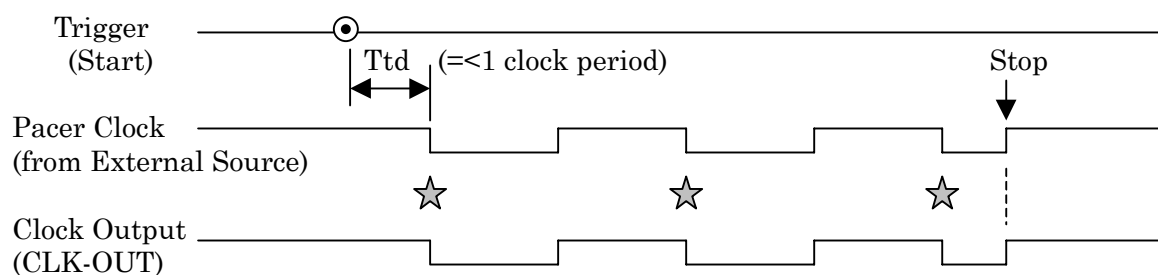 Trigger
(Start)
Ttd (=<1 clock period)
Stop
Pacer Clock
(from External Source)
Clock Output
(CLK-OUT)